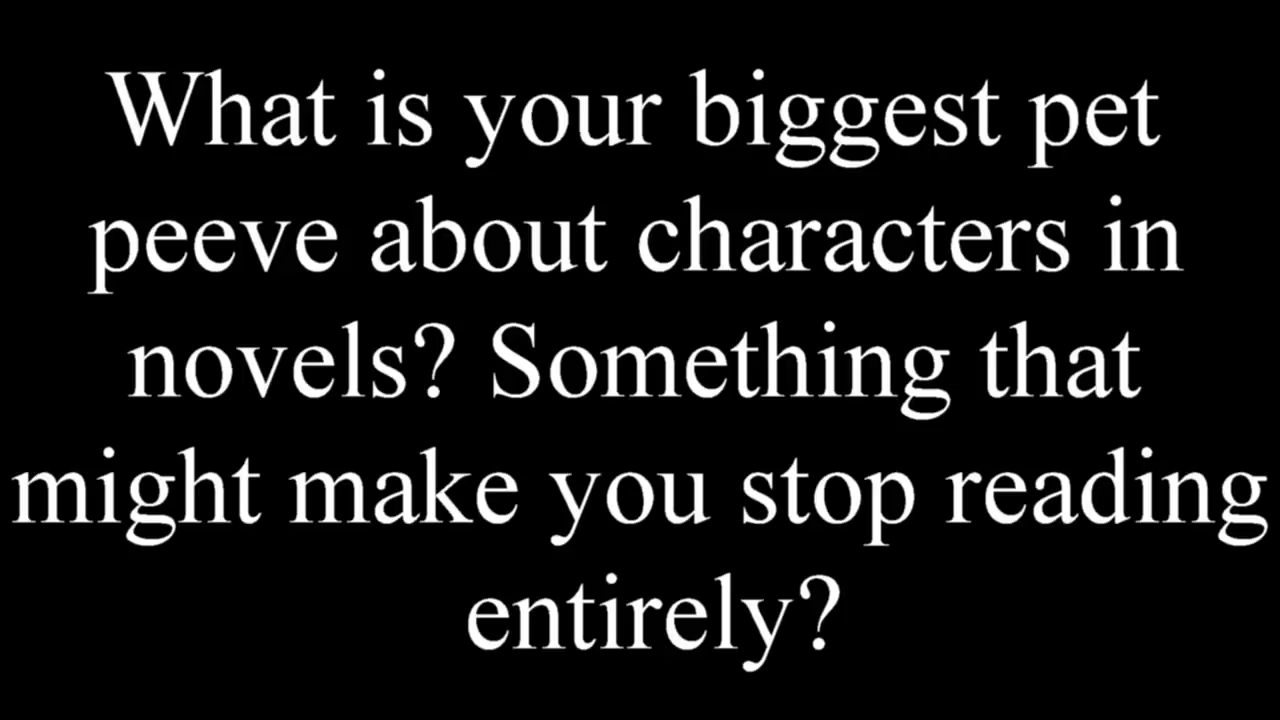 What is your biggest pet
peeve about characters in
novels? Something that
might make you stop reading
entirely?